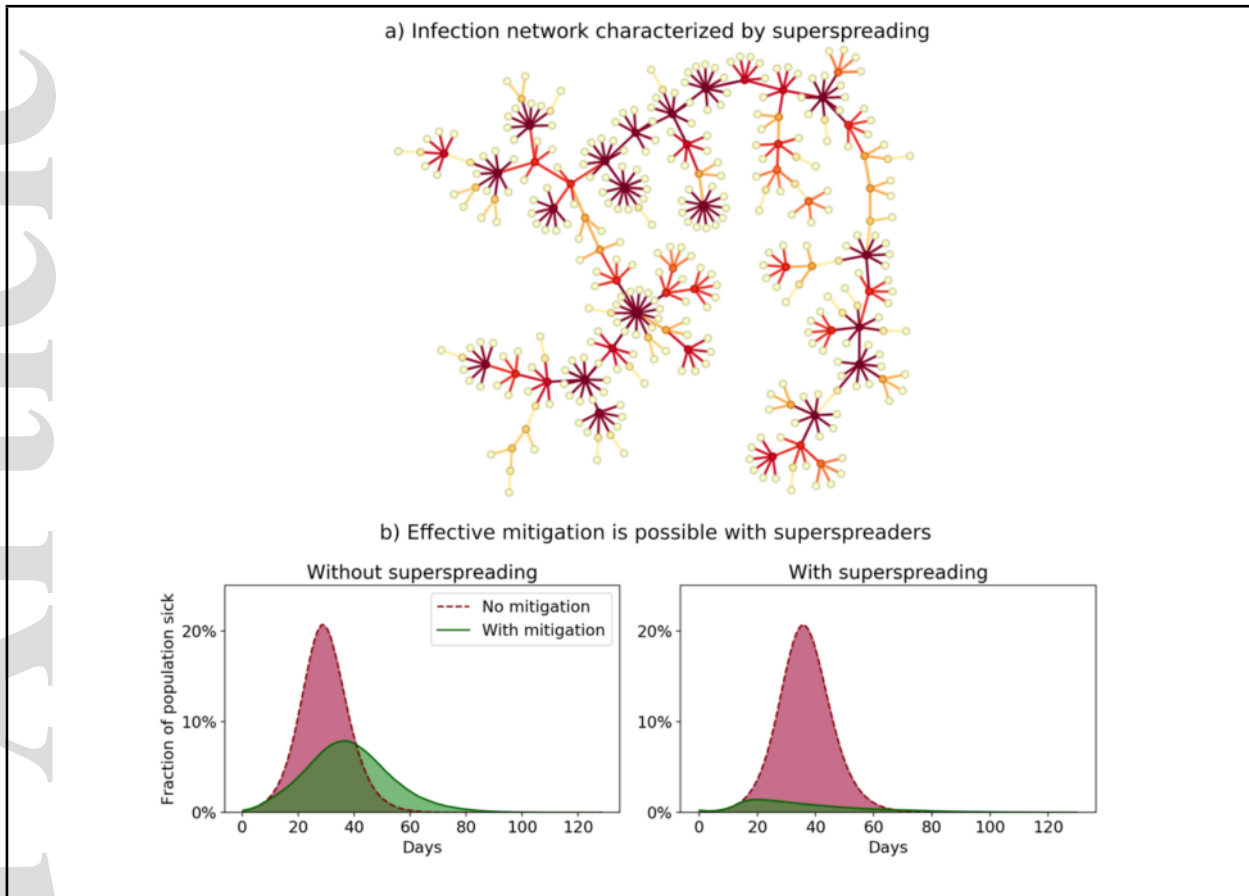 a) Infection network characterized by superspreading
b) Effective mitigation is possible with superspreaders
Without superspreading
With superspreading
Fraction of population sick
20%
10%
0%
No mitigation
With mitigation
0 20 40 60 80 100 120
Days
20%
10%
0%
0 20 40 60 80 100 120
Days